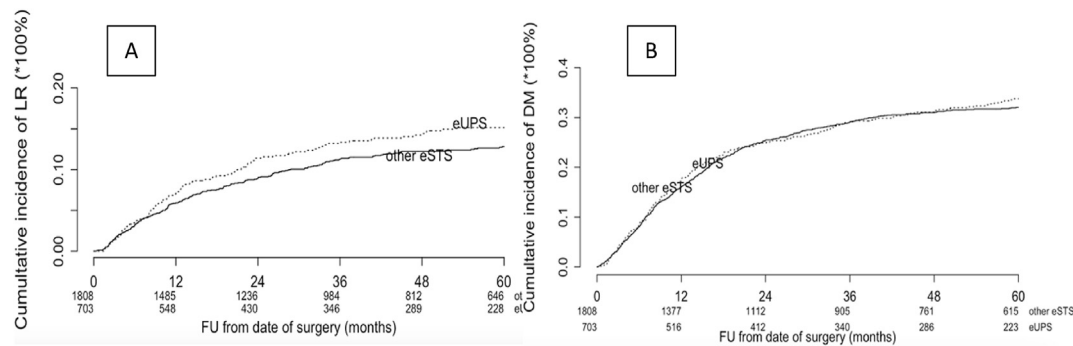 A
Cumultative incidence of LR (*100%)
0.20
0.10
0.00
eUPS
other eSTS
0 12 24 36 48 60
1808 1485 1236 984 812 646 ot
703 548 430 346 289 228
FU from date of surgery (months)
B
Cumultative incidence of DM (*100%)
0.4
0.3
0.2
0.1
0.0
eUPS
other eSTS
0 12 24 36 48 60
1808 1377 1112 905 761 615 other eSTS
703 516 412 340 286 223 eUPS
FU from date of surgery (months)